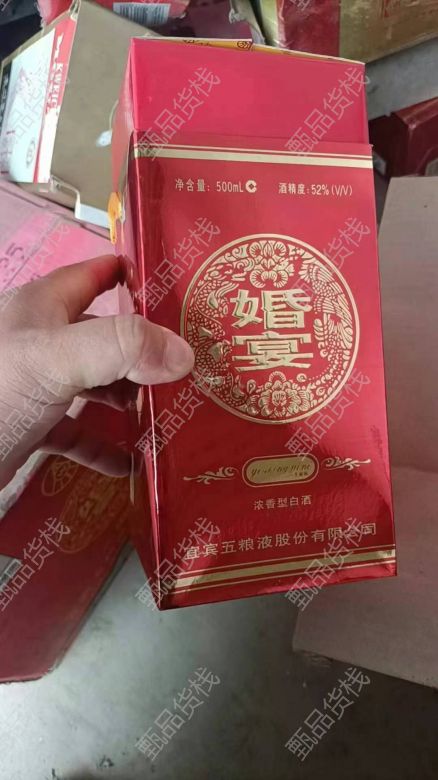 净含量: 500mL
酒精度: 52%(V/V)
婚
宴
浓香型白酒
宜宾五粮液股份有限公司
甄品货栈